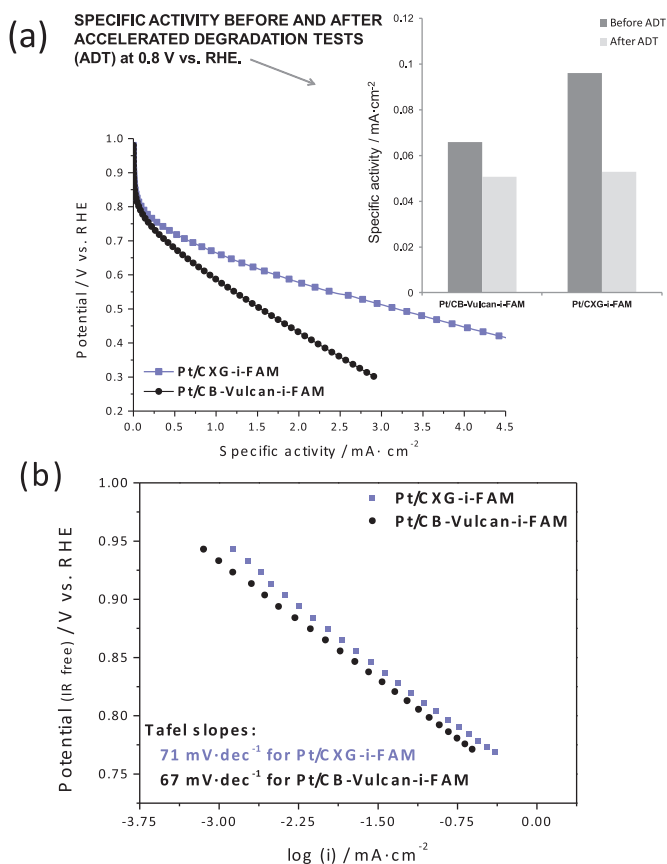 (a)
SPECIFIC ACTIVITY BEFORE AND AFTER
ACCELERATED DEGRADATION TESTS
(ADT) at 0.8 V vs. RHE.
Before ADT
After ADT
Specific activity / mA·cm-2
0.12
0.1
0.08
0.06
0.04
0.02
0
Pt/CB-Vulcan-i-FAM
Pt/CXG-i-FAM
Potential / V vs. RHE
1.0
0.9
0.8
0.7
0.6
0.5
0.4
0.3
0.2
Pt/CXG-i-FAM
Pt/CB-Vulcan-i-FAM
0.0 0.5 1.0 1.5 2.0 2.5 3.0 3.5 4.0 4.5
Specific activity / mA· cm-2
(b)
Potential (IR free) / V vs. RHE
1.00
0.95
0.90
0.85
0.80
0.75
Pt/CXG-i-FAM
Pt/CB-Vulcan-i-FAM
Tafel slopes:
71 mV·dec-1 for Pt/CXG-i-FAM
67 mV·dec-1 for Pt/CB-Vulcan-i-FAM
-3.75 -3.00 -2.25 -1.50 -0.75 0.00
log (i) / mA·cm-2